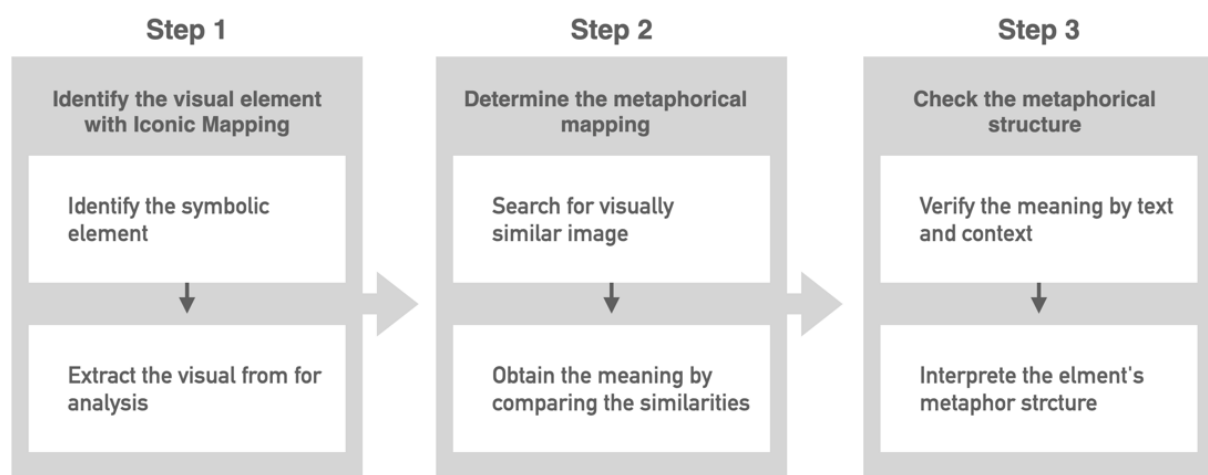 Step 1
Identify the visual element
with Iconic Mapping
Identify the symbolic
element
Extract the visual from for
analysis
Step 2
Determine the metaphorical
mapping
Search for visually
similar image
Obtain the meaning by
comparing the similarities
Step 3
Check the metaphorical
structure
Verify the meaning by text
and context
Interprete the elment's
metaphor strcture